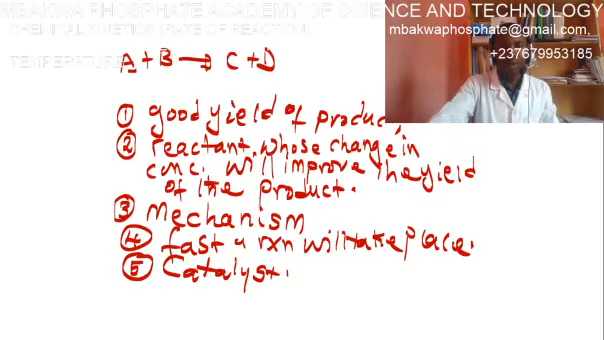 MBAKWA PHOSPHATE ACADEMY OF SCIENCE AND TECHNOLOGY
CHEMICAL KINETICS (RATE OF REACTION)
mbakwaphosphate@gmail.com,
+237679953185
TEMPERATURE
A + B → C + D
① good yield of product,
② reactant, whose change in
conc. will improve the yield
of the product.
③ Mechanism
④ fast a rxn will take place.
⑤ Catalyst.